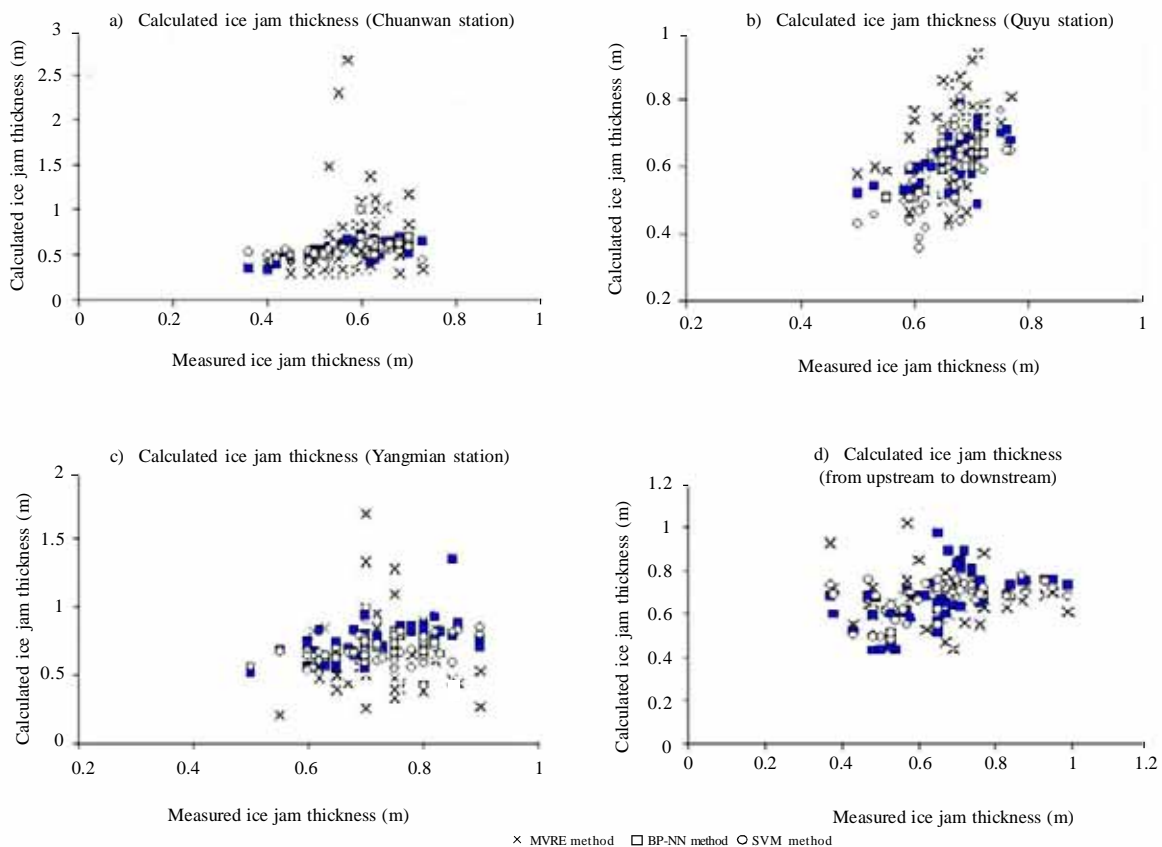 a) Calculated ice jam thickness (Chuanwan station)
Calculated ice jam thickness (m)
3
2.5
2
1.5
1
0.5
0
0 0.2 0.4 0.6 0.8 1
Measured ice jam thickness (m)
b) Calculated ice jam thickness (Quyu station)
Calculated ice jam thickness (m)
1
0.8
0.6
0.4
0.2
0.2 0.4 0.6 0.8 1
Measured ice jam thickness (m)
c) Calculated ice jam thickness (Yangmian station)
Calculated ice jam thickness (m)
2
1.5
1
0.5
0
0.2 0.4 0.6 0.8 1
Measured ice jam thickness (m)
d) Calculated ice jam thickness
(from upstream to downstream)
Calculated ice jam thickness (m)
1.2
1
0.8
0.6
0.4
0.2
0
0 0.2 0.4 0.6 0.8 1 1.2
Measured ice jam thickness (m)
MVRE method BP-NN method SVM method